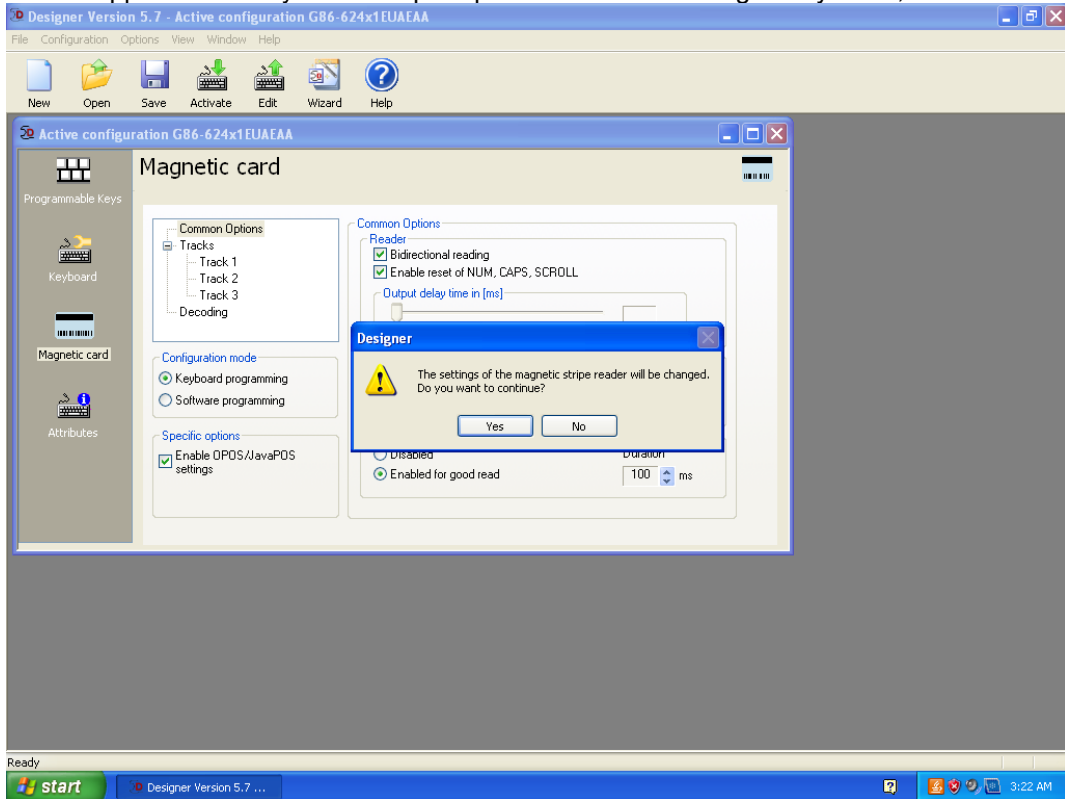 Designer Version 5.7 - Active configuration G86-624x1EUAEAA
File Configuration Options View Window Help
New Open Save Activate Edit Wizard Help
Active configuration G86-624x1EUAEAA
Magnetic card
Programmable Keys
Keyboard
Magnetic card
Attributes
Common Options
Tracks
Track 1
Track 2
Track 3
Decoding
Configuration mode
Keyboard programming
Software programming
Specific options
Enable OPOS/JavaPOS
settings
Common Options
Reader
Bidirectional reading
Enable reset of NUM, CAPS, SCROLL
Output delay time in [ms]
Designer
The settings of the magnetic stripe reader will be changed.
Do you want to continue?
Yes No
Disabled Duration
Enabled for good read 100 ms
Ready
start Designer Version 5.7 ... 3:22 AM